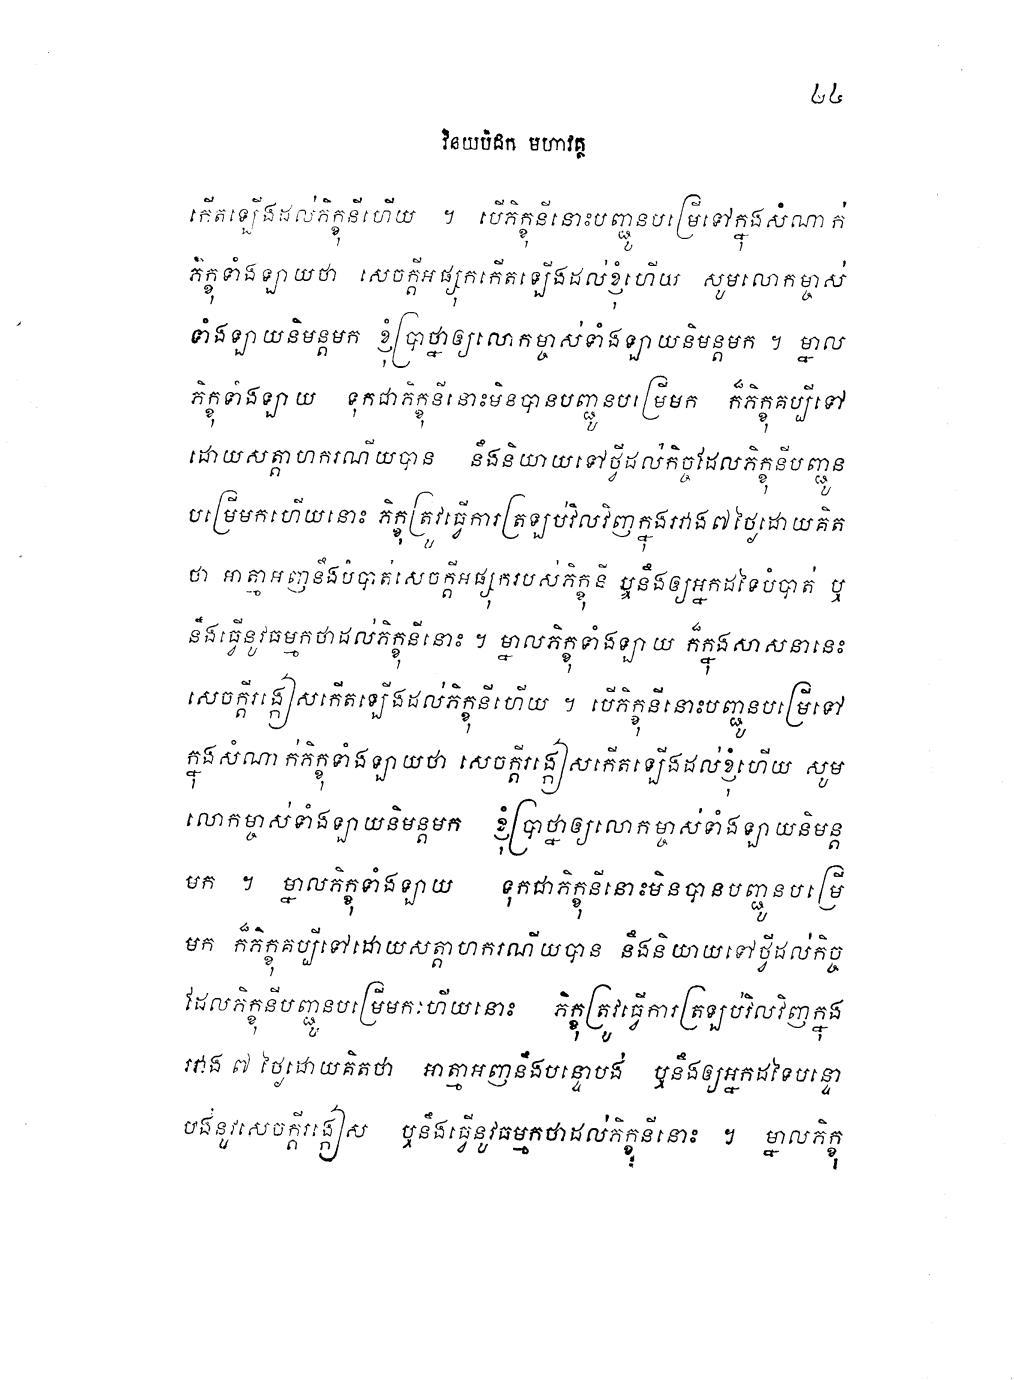 ៤៤
វិនយបិដក មហាវគ្គ
កើតឡើងដល់ភិក្ខុនីហើយ ។ បើភិក្ខុនីនោះបញ្ជូនបម្រើទៅក្នុងសំណាក់
ភិក្ខុទាំងឡាយថា សេចក្តីអផ្សុកកើតឡើងដល់ខ្ញុំហើយ សូមលោកម្ចាស់
ទាំងឡាយនិមន្តមក ខ្ញុំប្រាថ្នាឲ្យលោកម្ចាស់ទាំងឡាយនិមន្តមក ។ ម្នាល
ភិក្ខុទាំងឡាយ ទុកជាភិក្ខុនីនោះមិនបានបញ្ជូនបម្រើមក ក៏ភិក្ខុគប្បីទៅ
ដោយសត្តាហករណីយបាន នឹងនិយាយទៅថ្វីដល់កិច្ចដែលភិក្ខុនីបញ្ជូន
បម្រើមកហើយនោះ ភិក្ខុត្រូវធ្វើការត្រឡប់វិលវិញក្នុងរវាង៧ថ្ងៃដោយគិត
ថា អាត្មាអញនឹងបំបាត់សេចក្តីអផ្សុករបស់ភិក្ខុនី ឬនឹងឲ្យអ្នកដទៃបំបាត់ ឬ
នឹងធ្វើនូវធម្មកថាដល់ភិក្ខុនីនោះ ។ ម្នាលភិក្ខុទាំងឡាយ ក៏ក្នុងសាសនានេះ
សេចក្តីរង្កៀសកើតឡើងដល់ភិក្ខុនីហើយ ។ បើភិក្ខុនីនោះបញ្ជូនបម្រើទៅ
ក្នុងសំណាក់ភិក្ខុទាំងឡាយថា សេចក្តីរង្កៀសកើតឡើងដល់ខ្ញុំហើយ សូម
លោកម្ចាស់ទាំងឡាយនិមន្តមក ខ្ញុំប្រាថ្នាឲ្យលោកម្ចាស់ទាំងឡាយនិមន្ត
មក ។ ម្នាលភិក្ខុទាំងឡាយ ទុកជាភិក្ខុនីនោះមិនបានបញ្ជូនបម្រើ
មក ក៏ភិក្ខុគប្បីទៅដោយសត្តាហករណីយបាន នឹងនិយាយទៅថ្វីដល់កិច្ច
ដែលភិក្ខុនីបញ្ជូនបម្រើមកហើយនោះ ភិក្ខុត្រូវធ្វើការត្រឡប់វិលវិញក្នុង
រវាង ៧ ថ្ងៃដោយគិតថា អាត្មាអញនឹងបន្ទោបង់ ឬនឹងឲ្យអ្នកដទៃបន្ទោ
បង់នូវសេចក្តីរង្កៀស ឬនឹងធ្វើនូវធម្មកថាដល់ភិក្ខុនីនោះ ។ ម្នាលភិក្ខុ